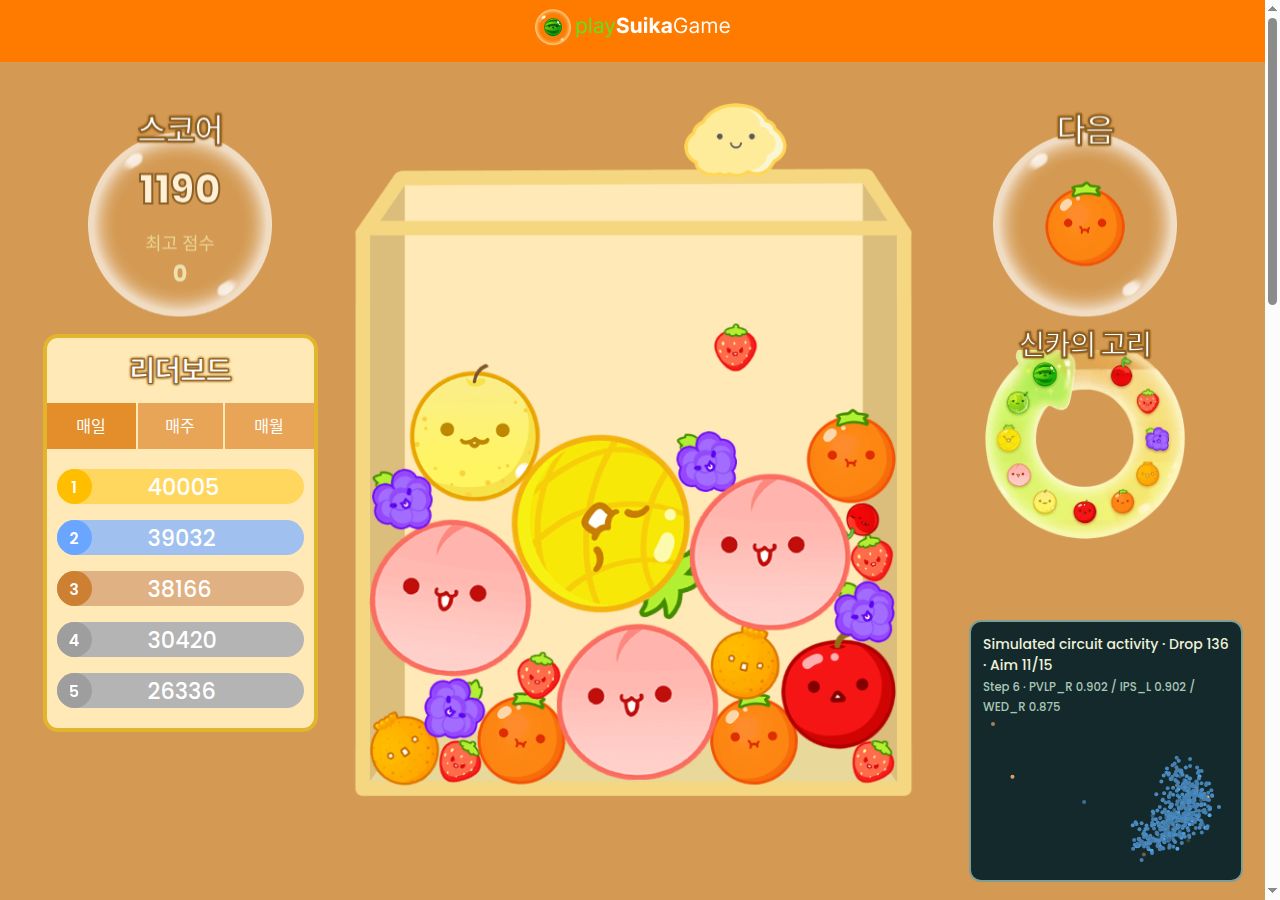 playSuikaGame
스코어
1190
최고 점수
0
다음
리더보드
매일 매주 매월
1 40005
2 39032
3 38166
4 30420
5 26336
신카의 고리
Simulated circuit activity · Drop 136
· Aim 11/15
Step 6 · PVLP_R 0.902 / IPS_L 0.902 /
WED_R 0.875